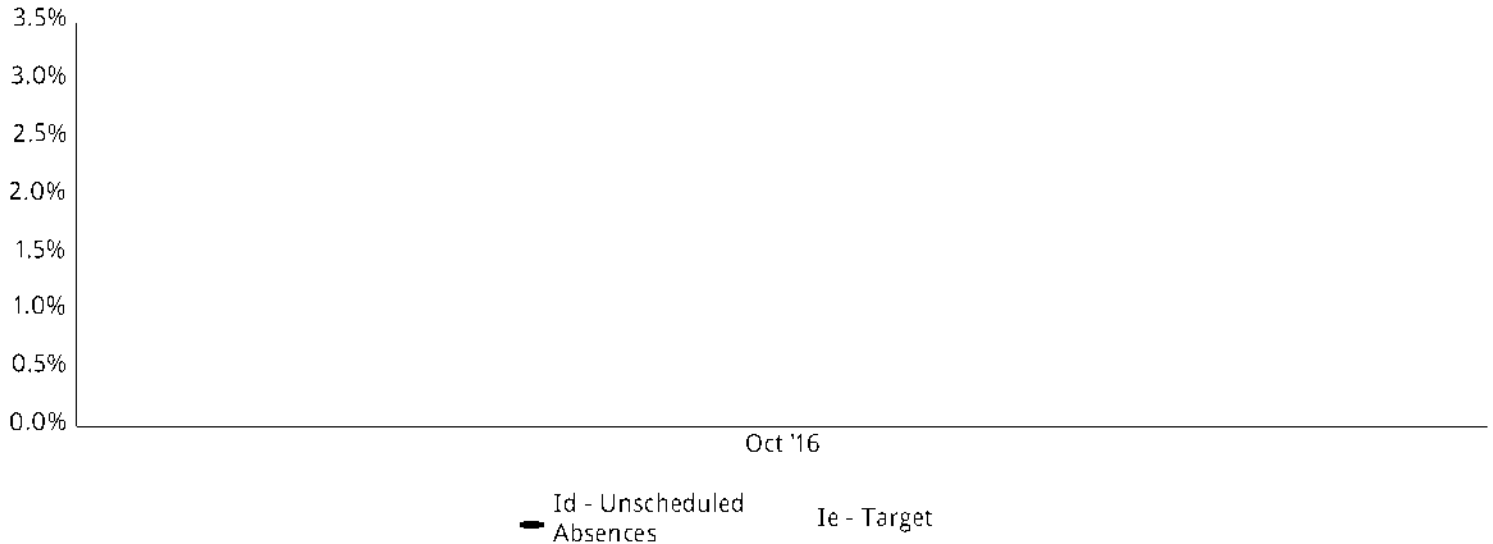 3.5%
3.0%
2.5%
2.0%
1.5%
1.0%
0.5%
0.0%
Oct '16
Id - Unscheduled
Absences
Ie - Target